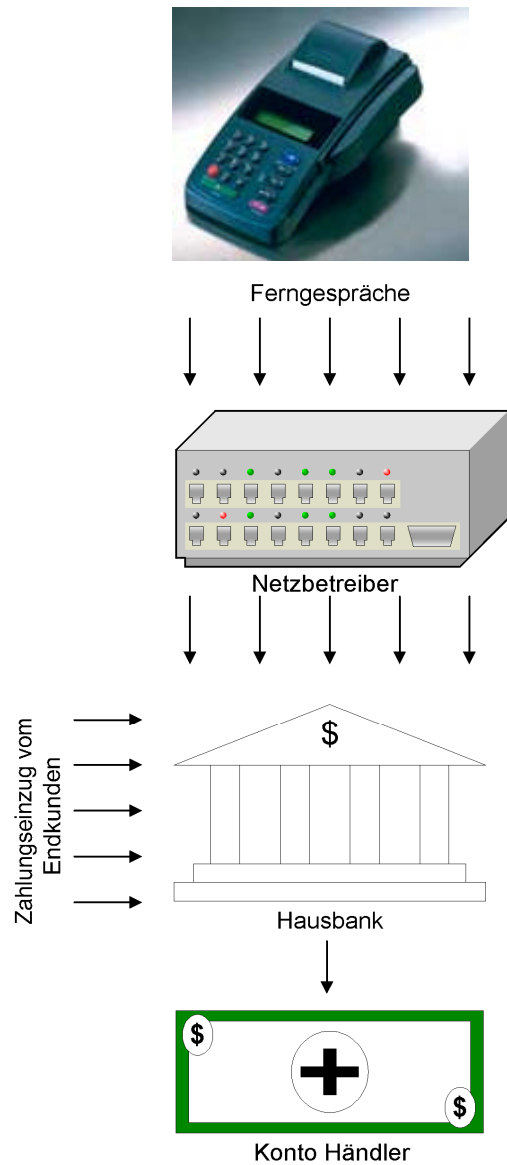 Ferngespräche
Netzbetreiber
Zahlungseinzug vom
Endkunden
$
Hausbank
$
$
Konto Händler